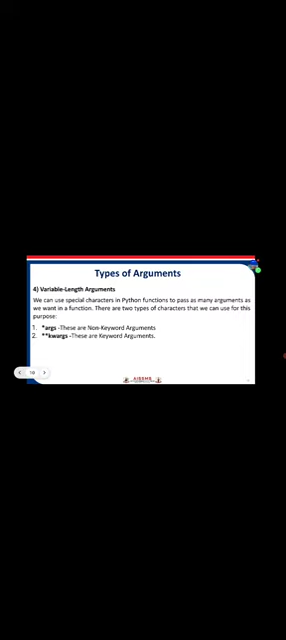 Types of Arguments
4) Variable-Length Arguments
We can use special characters in Python functions to pass as many arguments as
we want in a function. There are two types of characters that we can use for this
purpose:
1. *args -These are Non-Keyword Arguments
2. **kwargs -These are Keyword Arguments.
10
AISSMS